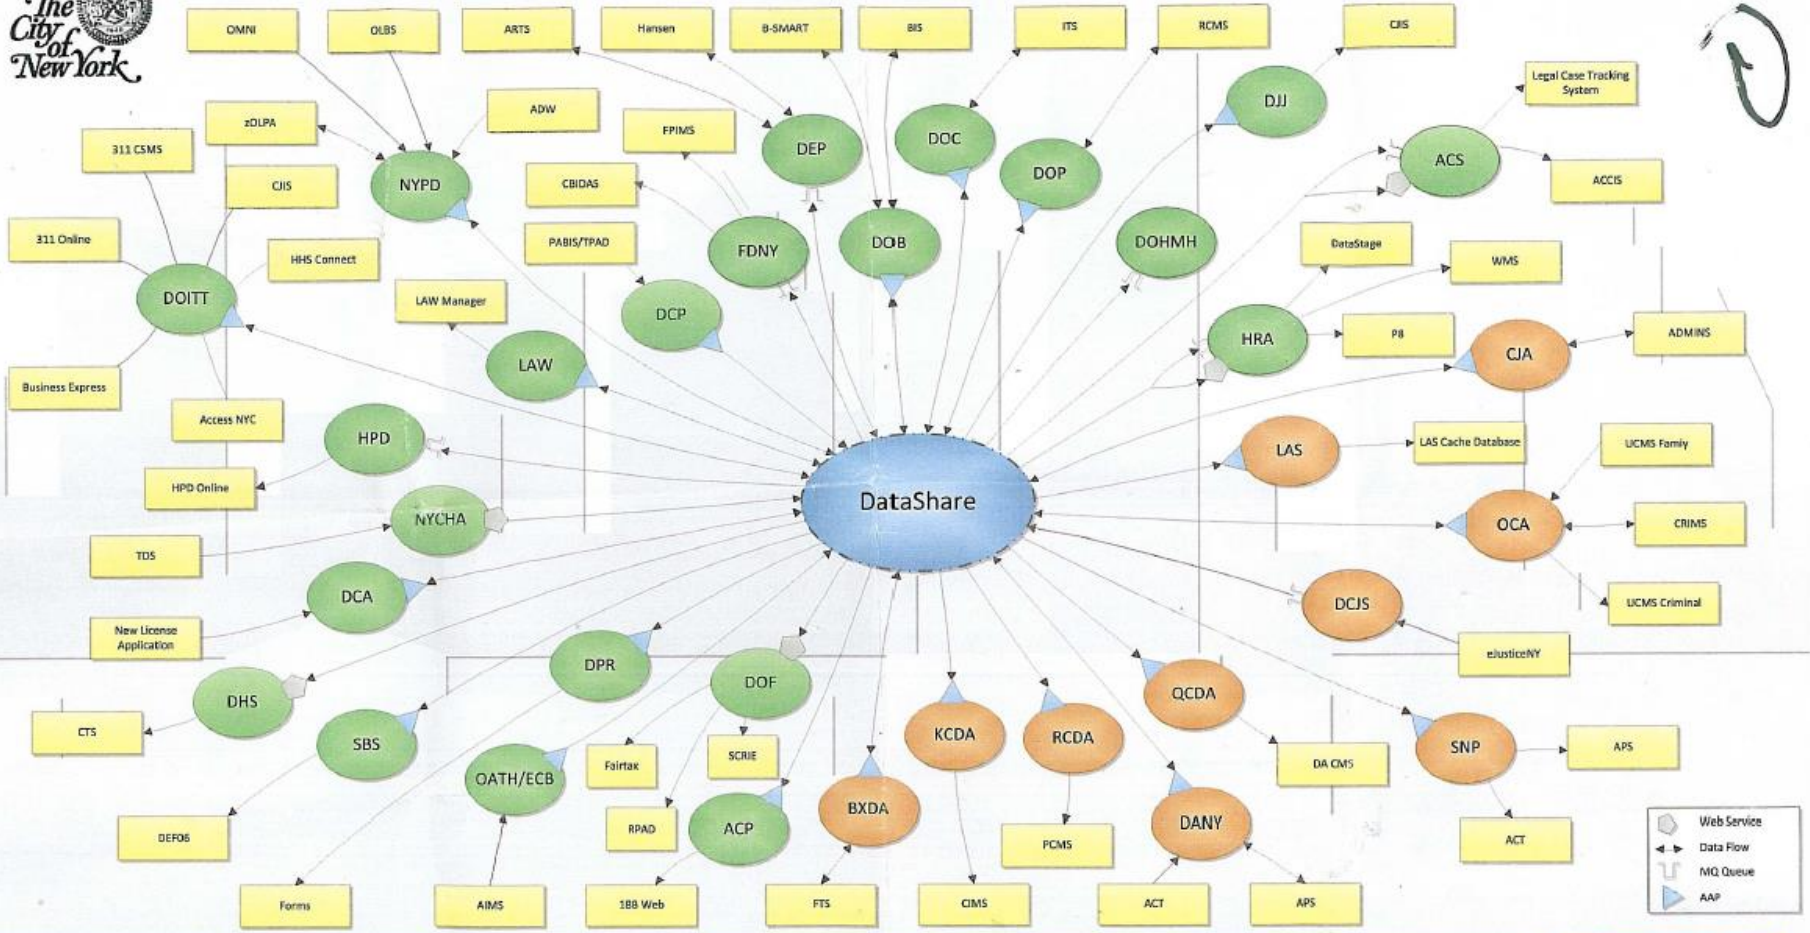 The
City
of
New York
OMNI
OLBS
ARTS
Hansen
B-SMART
BIS
ITS
RCMS
CJIS
Legal Case Tracking
System
zDLPA
ADW
FPIMS
DEP
DOC
DOP
DJJ
ACS
ACCIS
311 CSMS
CJIS
NYPD
CBIDAS
311 Online
HHS Connect
PABIS/TPAD
FDNY
DOB
DOHMH
DataStage
WMS
DOITT
LAW Manager
DCP
HRA
P8
CJA
ADMINS
LAW
Business Express
Access NYC
HPD
LAS
LAS Cache Database
UCMS Famiy
HPD Online
NYCHA
DataShare
OCA
CRIMS
TDS
DCA
DCJS
UCMS Criminal
New License
Application
eJusticeNY
DHS
DPR
DOF
QCDA
CTS
SBS
KCDA
RCDA
SNP
APS
OATH/ECB
Fairtax
SCRIE
DA CMS
DEF06
RPAD
ACP
BXDA
PCMS
DANY
ACT
Forms
AIMS
188 Web
FTS
CIMS
ACT
APS
Web Service
Data Flow
MQ Queue
AAP